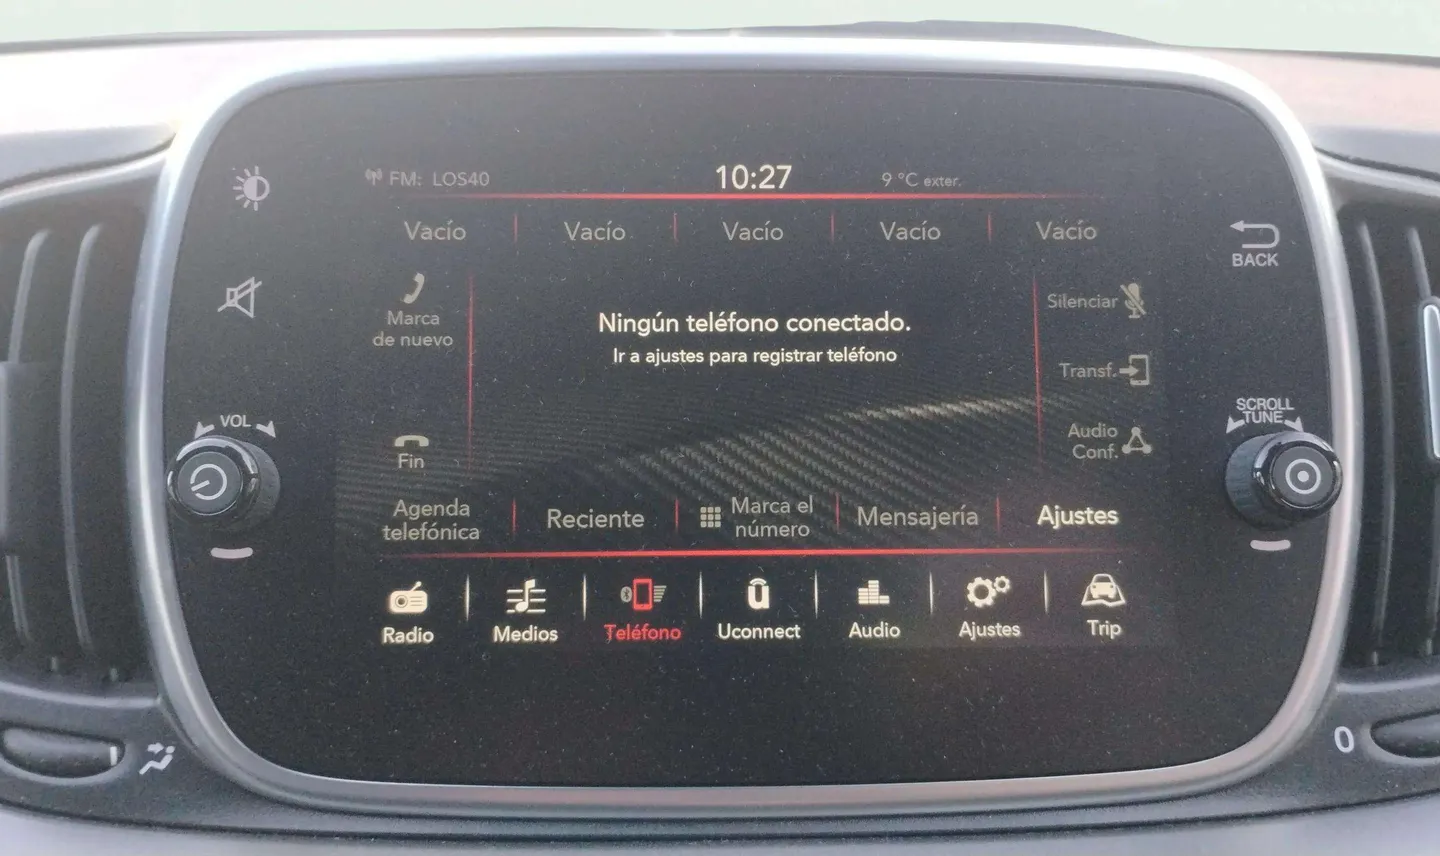 FM: LOS40
10:27
9 °C exter.
Vacío
Vacío
Vacío
Vacío
Vacío
BACK
Marca
de nuevo
Ningún teléfono conectado.
Ir a ajustes para registrar teléfono
Silenciar
Transf.
VOL
SCROLL
TUNE
Fin
Audio
Conf.
Agenda
telefónica
Reciente
Marca el
número
Mensajería
Ajustes
Radio
Medios
Teléfono
Uconnect
Audio
Ajustes
Trip
0